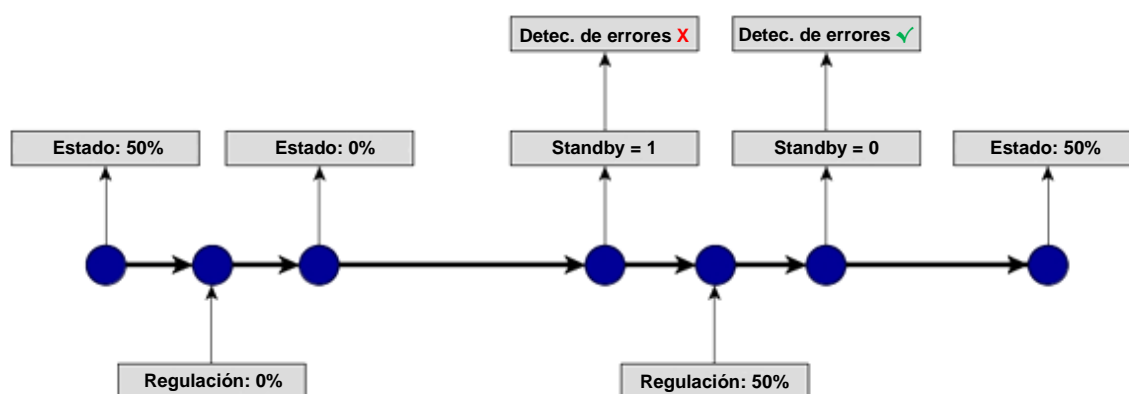 Detec. de errores X
Detec. de errores ✓
Estado: 50%
Estado: 0%
Standby = 1
Standby = 0
Estado: 50%
Regulación: 0%
Regulación: 50%